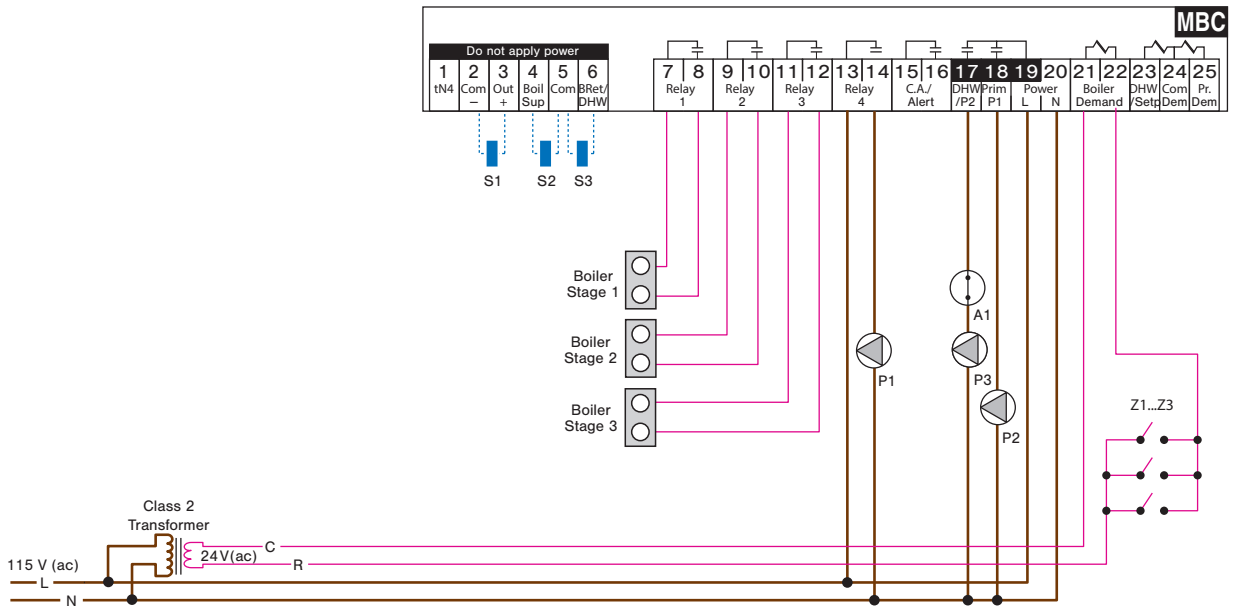 MBC
Do not apply power
1 2 3 4 5 6 7 8 9 10 11 12 13 14 15 16 17 18 19 20 21 22 23 24 25
tN4 Com Out Boil Com BRet/ Relay Relay Relay Relay C.A./ DHW Prim Power Boiler DHW Com Pr.
– + Sup DHW 1 2 3 4 Alert /P2 P1 L N Demand /Setp Dem Dem
S1 S2 S3
Boiler
Stage 1
A1
Boiler
Stage 2
P1
P3
Boiler
Stage 3
P2
Z1...Z3
Class 2
Transformer
24V(ac)
C
R
115 V (ac)
L
N